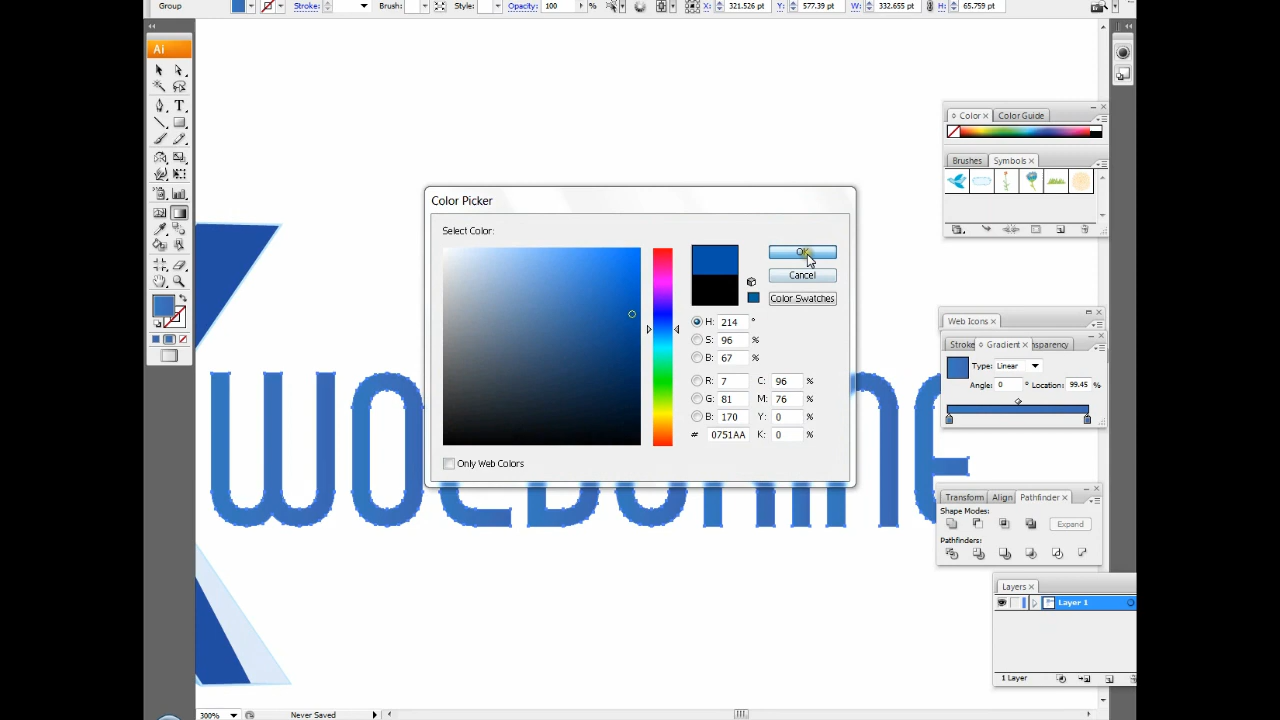 Group Stroke: Brush: Style: Opacity: 100 % X: 321.526 pt Y: 577.39 pt W: 332.655 pt H: 65.759 pt
Ai
T
Color Color Guide
Brushes Symbols
Color Picker
Select Color:
OK
Cancel
Color Swatches
H: 214 °
S: 96 %
B: 67 %
R: 7 C: 96 %
G: 81 M: 76 %
B: 170 Y: 0 %
# 0751AA K: 0 %
Only Web Colors
Web Icons
Stroke Gradient nsparency
Type: Linear
Angle: 0 ° Location: 99.45 %
Transform Align Pathfinder
Shape Modes:
Expand
Pathfinders:
Layers
Layer 1
1 Layer
300% Never Saved